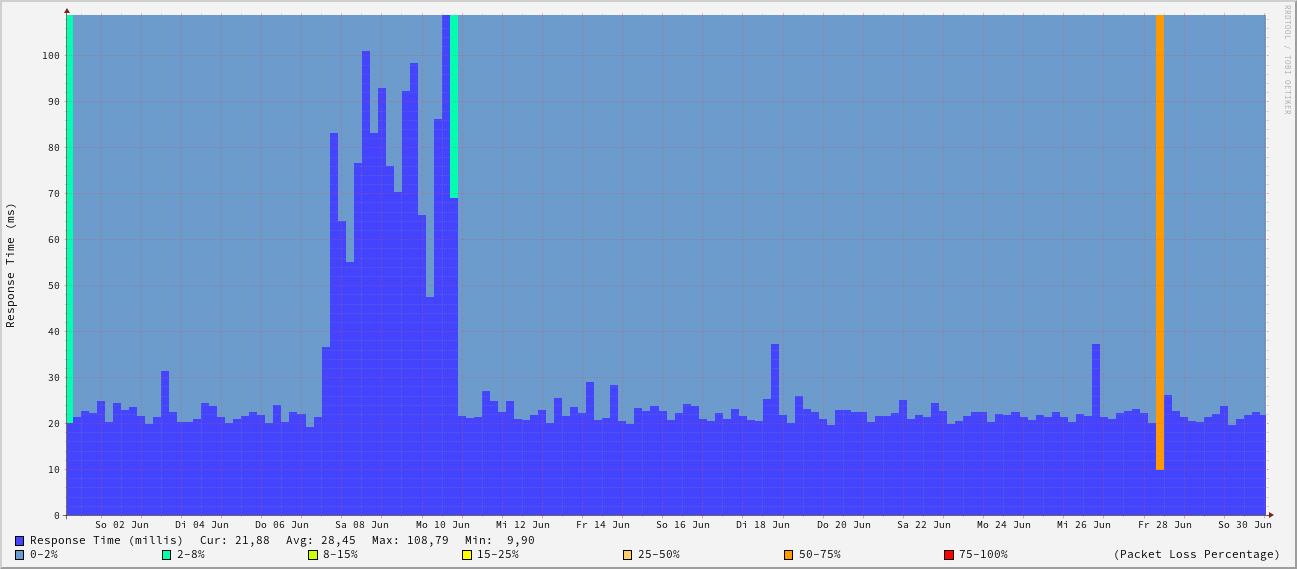 RRDTOOL / TOBI OETIKER
Response Time (ms)
100
90
80
70
60
50
40
30
20
10
0
So 02 Jun Di 04 Jun Do 06 Jun Sa 08 Jun Mo 10 Jun Mi 12 Jun Fr 14 Jun So 16 Jun Di 18 Jun Do 20 Jun Sa 22 Jun Mo 24 Jun Mi 26 Jun Fr 28 Jun So 30 Jun
Response Time (millis) Cur: 21,88 Avg: 28,45 Max: 108,79 Min: 9,90
0-2% 2-8% 8-15% 15-25% 25-50% 50-75% 75-100% (Packet Loss Percentage)